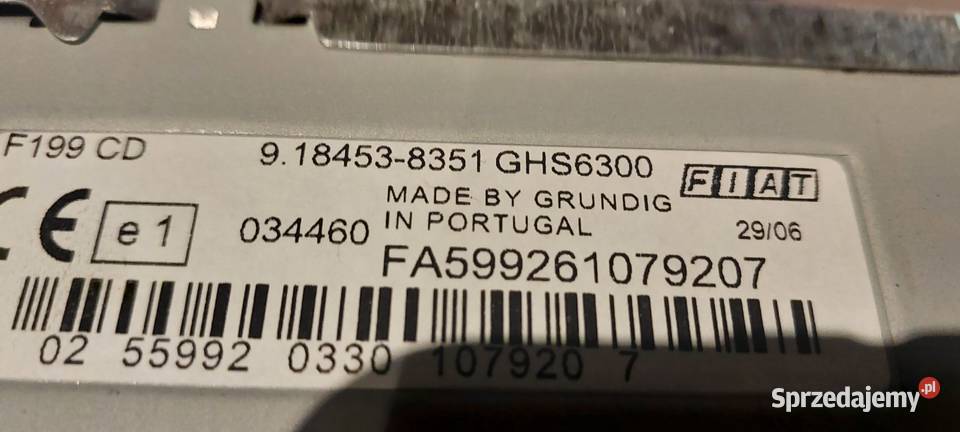 F199 CD 9.18453-8351 GHS6300 FIAT
MADE BY GRUNDIG
IN PORTUGAL
CE e 1 034460 29/06
FA599261079207
02 55992 0330 107920 7
Sprzedajemy.pl